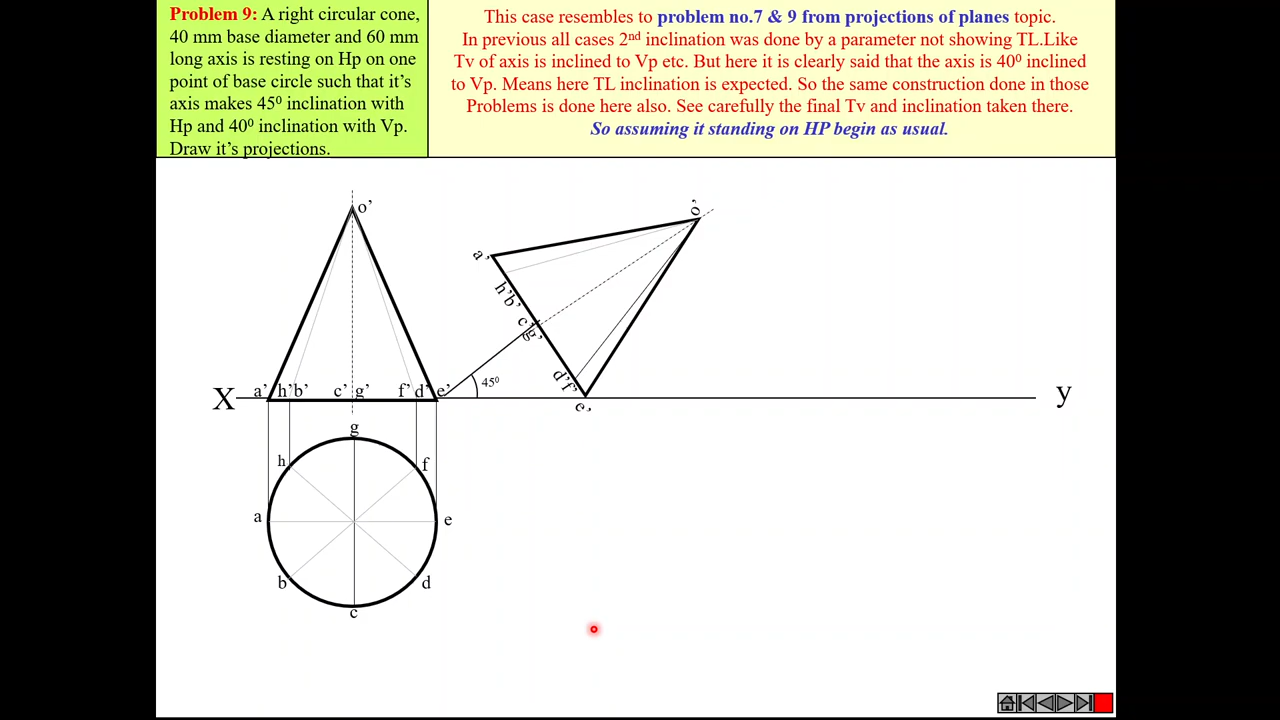 Problem 9: A right circular cone,
40 mm base diameter and 60 mm
long axis is resting on Hp on one
point of base circle such that it's
axis makes 45⁰ inclination with
Hp and 40⁰ inclination with Vp.
Draw it's projections.
This case resembles to problem no.7 & 9 from projections of planes topic.
In previous all cases 2nd inclination was done by a parameter not showing TL.Like
Tv of axis is inclined to Vp etc. But here it is clearly said that the axis is 40⁰ inclined
to Vp. Means here TL inclination is expected. So the same construction done in those
Problems is done here also. See carefully the final Tv and inclination taken there.
So assuming it standing on HP begin as usual.
o'
o'
a'
h'b'
c'
g'
d'f'
e'
45⁰
X a' h'b' c' g' f' d' e' y
g
h f
a e
b d
c